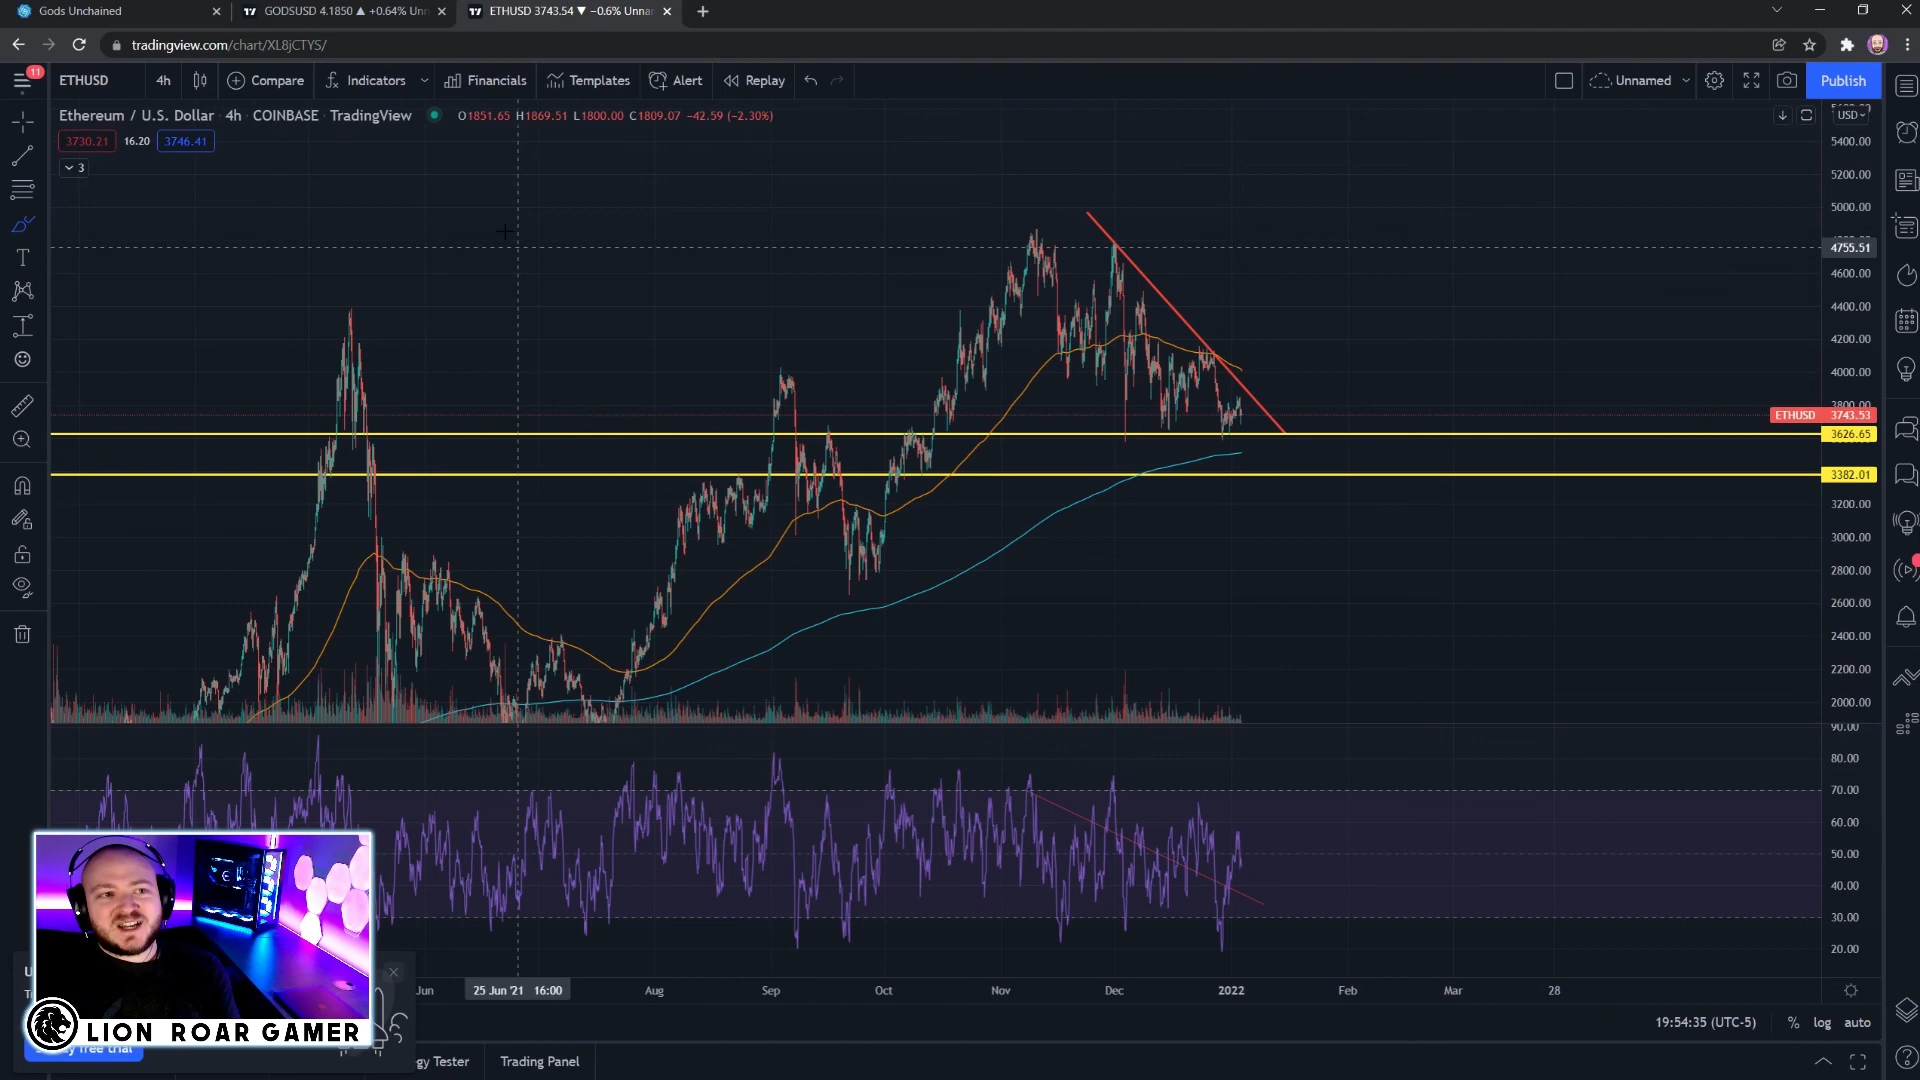 Gods Unchained
GODSUSD 4.1850 ▲ +0.64% Unn
ETHUSD 3743.54 ▼ −0.6% Unna
tradingview.com/chart/XL8jCTYS/
11
ETHUSD
4h
Compare
Indicators
Financials
Templates
Alert
Replay
Unnamed
Publish
Ethereum / U.S. Dollar · 4h · COINBASE · TradingView
O1851.65 H1869.51 L1800.00 C1809.07 −42.59 (−2.30%)
USD
3730.21
16.20
3746.41
3
5400.00
5200.00
5000.00
4755.51
4600.00
4400.00
4200.00
4000.00
3800.00
ETHUSD 3743.53
3626.65
3382.01
3200.00
3000.00
2800.00
2600.00
2400.00
2200.00
2000.00
90.00
80.00
70.00
60.00
50.00
40.00
30.00
20.00
Jun
25 Jun '21 16:00
Aug
Sep
Oct
Nov
Dec
2022
Feb
Mar
28
LION ROAR GAMER
free trial
19:54:35 (UTC-5)
%
log
auto
gy Tester
Trading Panel